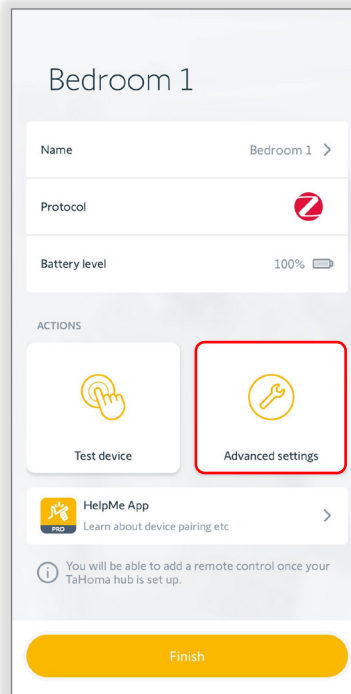 Bedroom 1
Name Bedroom 1
Protocol
Battery level 100%
ACTIONS
Test device Advanced settings
HelpMe App
PRO Learn about device pairing etc
You will be able to add a remote control once your
TaHoma hub is set up.
Finish